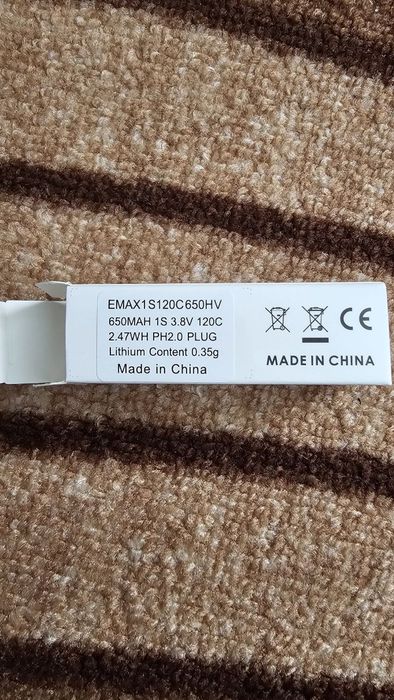 EMAX1S120C650HV
650MAH 1S 3.8V 120C
2.47WH PH2.0 PLUG
Lithium Content 0.35g
Made in China
CE
MADE IN CHINA